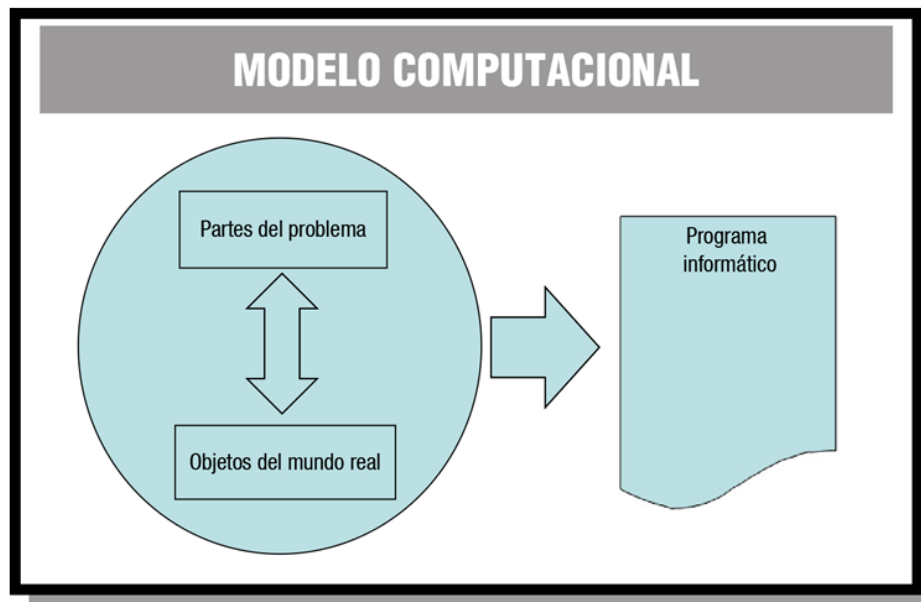 MODELO COMPUTACIONAL
Partes del problema
Objetos del mundo real
Programa
informático